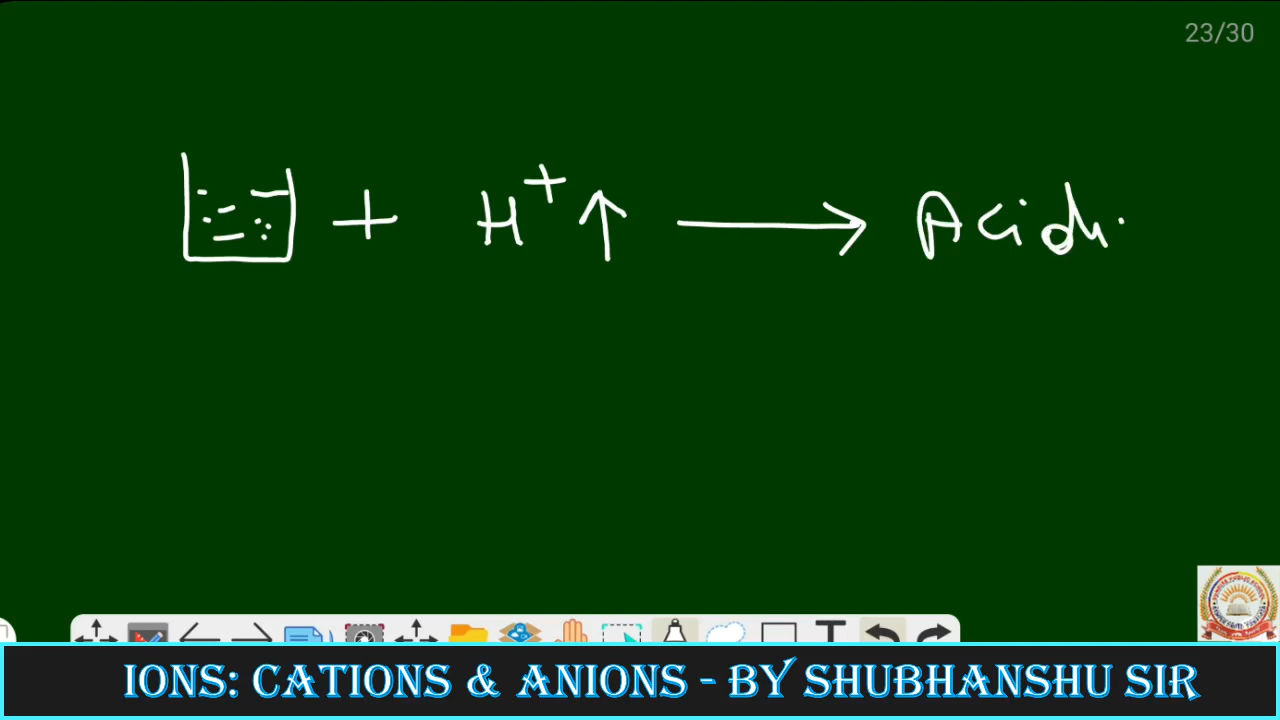 23/30
+ H⁺ ↑ → Acid.
T
IONS: CATIONS & ANIONS - BY SHUBHANSHU SIR